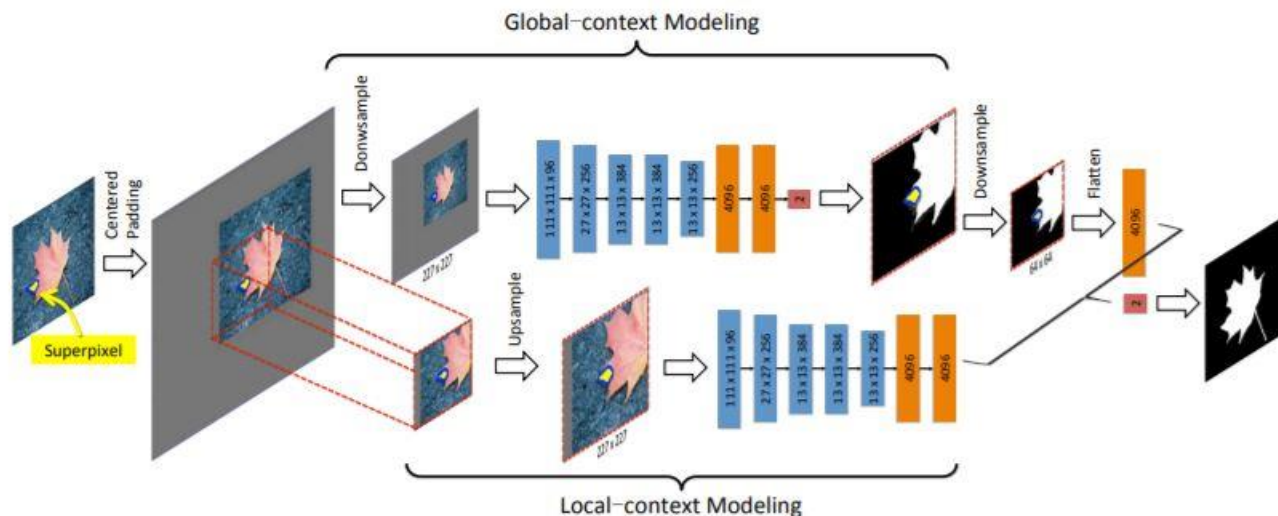 Global-context Modeling
Centered
Padding
Superpixel
Donwsample
227 x 227
111 x 111 x 96
27 x 27 x 256
13 x 13 x 384
13 x 13 x 384
13 x 13 x 256
4096
4096
2
Downsample
64 x 64
Flatten
4096
2
Upsample
227 x 227
111 x 111 x 96
27 x 27 x 256
13 x 13 x 384
13 x 13 x 384
13 x 13 x 256
4096
4096
Local-context Modeling